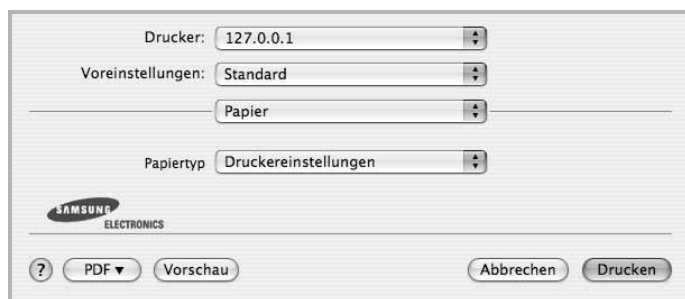 Drucker: 127.0.0.1
Voreinstellungen: Standard
Papier
Papiertyp Druckereinstellungen
SAMSUNG
ELECTRONICS
? PDF Vorschau Abbrechen Drucken